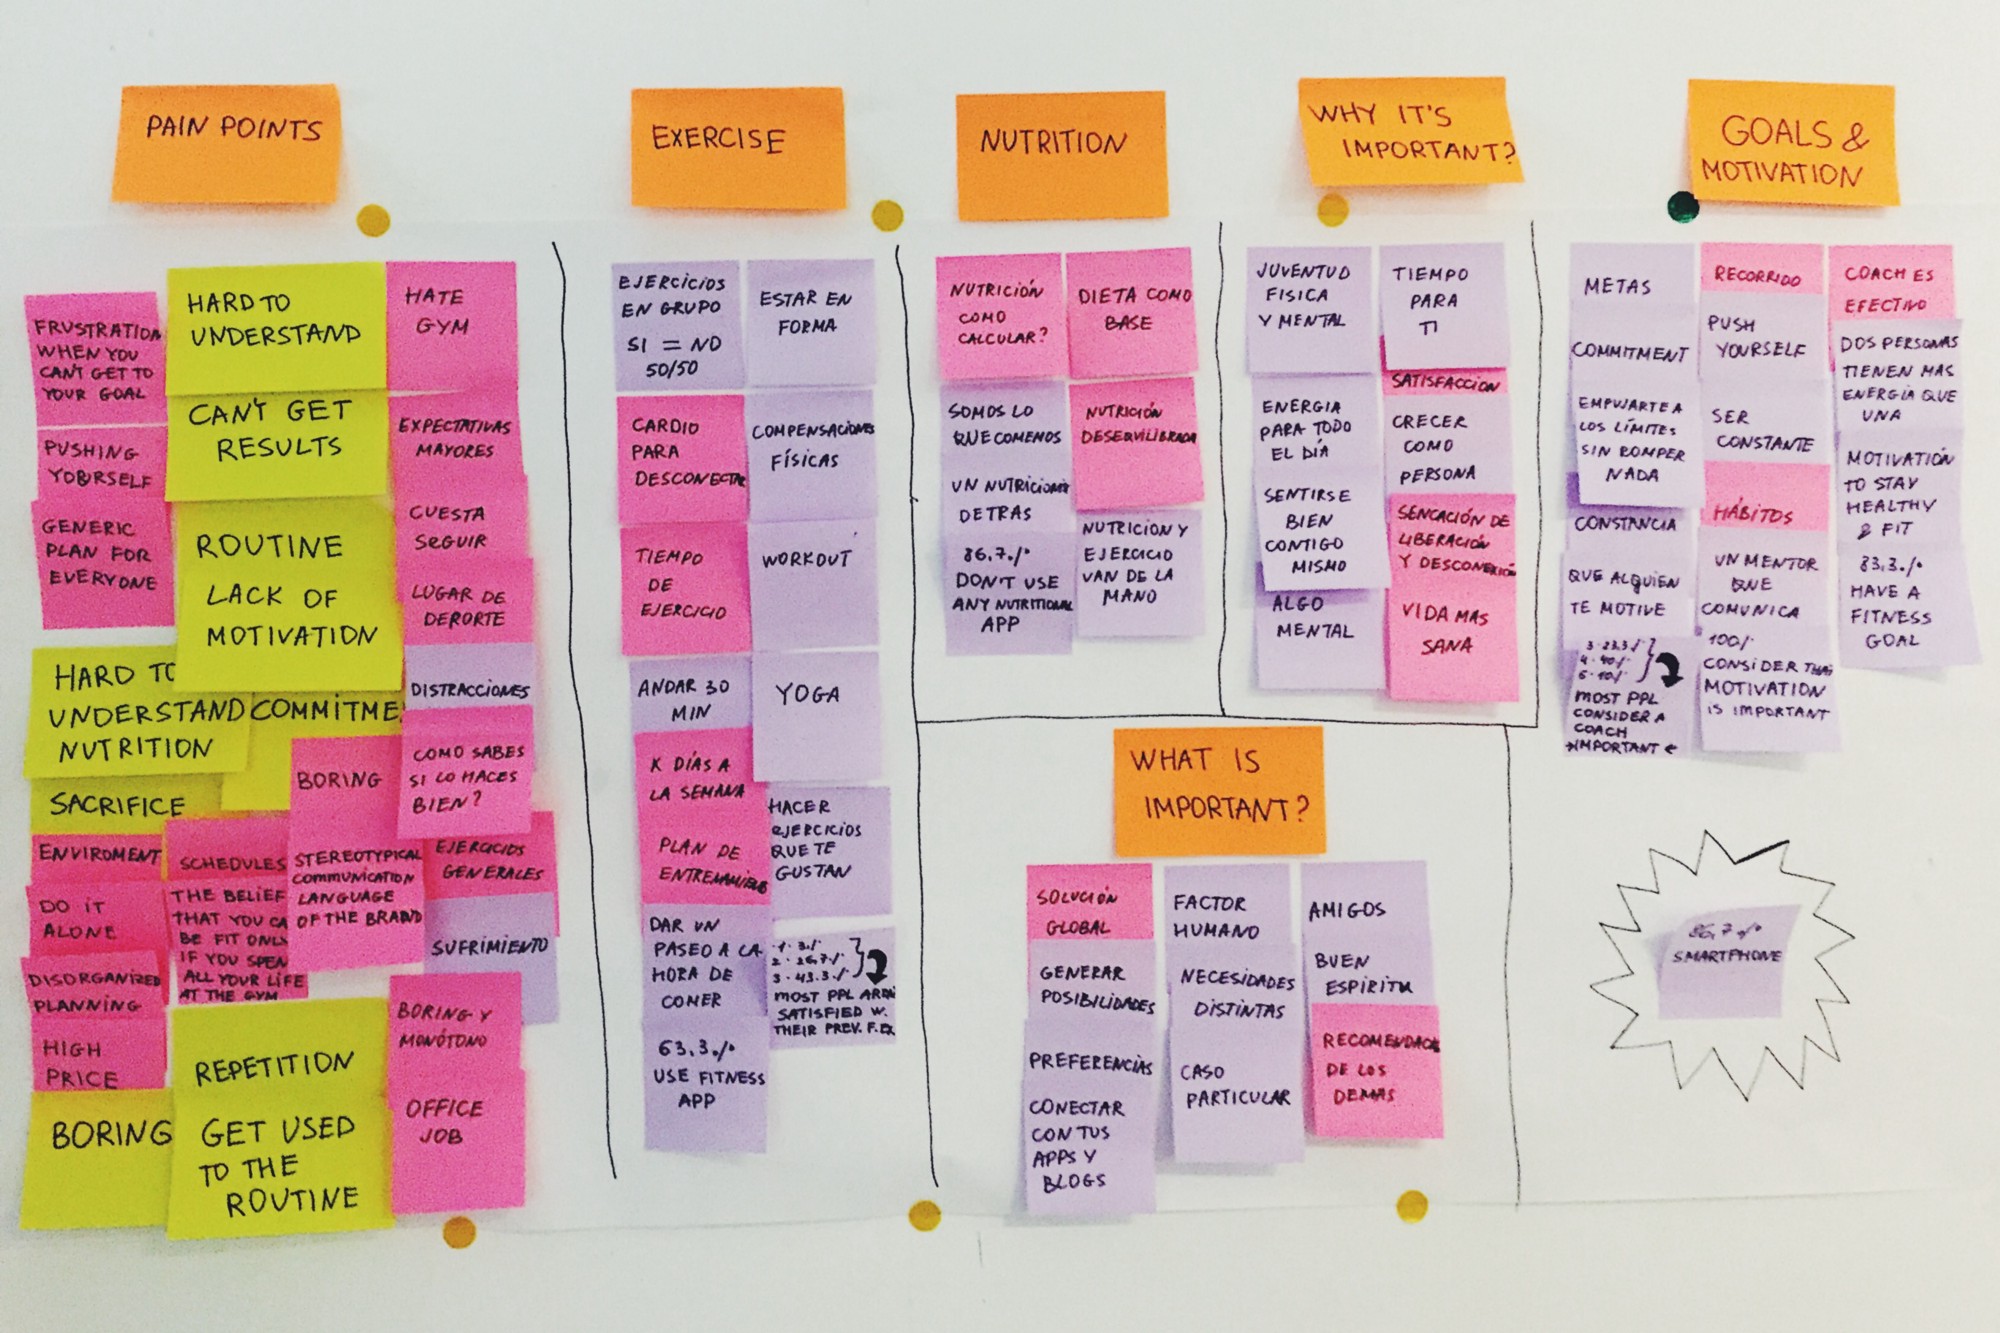 PAIN POINTS
FRUSTRATION
WHEN YOU
CAN'T GET TO
YOUR GOAL
PUSHING
YOURSELF
GENERIC
PLAN FOR
EVERYONE
HARD TO
UNDERSTAND
CAN'T GET
RESULTS
ROUTINE
LACK OF
MOTIVATION
HATE
GYM
EXPECTATIVAS
MAYORES
CUESTA
SEGUIR
LUGAR DE
DERORTE
DISTRACCIONES
COMO SABES
SI LO HACES
BIEN?
HARD TO
UNDERSTAND
NUTRITION
COMMITME
SACRIFICE
BORING
ENVIROMENT
DO IT
ALONE
DISORGANIZED
PLANNING
HIGH
PRICE
SCHEDULES
THE BELIEF
THAT YOU CA
BE FIT ONLY
IF YOU SPEN
ALL YOUR LIFE
AT THE GYM
STEREOTYPICAL
COMMUNICATION
LANGUAGE
OF THE BRAND
EJERCICIOS
GENERALES
SUFRIMIENTO
BORING
REPETITION
GET USED
TO THE
ROUTINE
BORING Y
MONÓTONO
OFFICE
JOB
EXERCISE
EJERCICIOS
EN GRUPO
SI = NO
50/50
CARDIO
PARA
DESCONECTAR
TIEMPO
DE
EJERCICIO
ANDAR 30
MIN
X DÍAS A
LA SEMANA
PLAN DE
DAR UN
PASEO A LA
HORA DE
COMER
63,3%
USE FITNESS
APP
ESTAR EN
FORMA
COMPENSACIONES
FÍSICAS
WORKOUT
YOGA
HACER
EJERCICIOS
QUE TE
GUSTAN
2 · 26,7%
3 · 43.3%
MOST PPL ARE
SATISFIED W.
THEIR PREV. F.EX
NUTRITION
NUTRICIÓN
COMO
CALCULAR?
SOMOS LO
QUE COMEMOS
UN NUTRICIONIS
DETRAS
86,7%
DON'T USE
ANY NUTRITIONAL
APP
DIETA COMO
BASE
NUTRICIÓN
DESEQUILIBRADA
NUTRICION Y
EJERCICIO
VAN DE LA
MANO
WHY IT'S
IMPORTANT?
JUVENTUD
FISICA
Y MENTAL
ENERGIA
PARA TODO
EL DÍA
SENTIRSE
BIEN
CONTIGO
MISMO
ALGO
MENTAL
TIEMPO
PARA
TI
SATISFACCION
CRECER
COMO
PERSONA
SENCACIÓN DE
LIBERACIÓN
Y DESCONEXIÓN
VIDA MAS
SANA
WHAT IS
IMPORTANT?
SOLUCIÓN
GLOBAL
GENERAR
POSIBILIDADES
PREFERENCIAS
CONECTAR
CON TUS
APPS Y
BLOGS
FACTOR
HUMANO
NECESIDADES
DISTINTAS
CASO
PARTICULAR
AMIGOS
BUEN
ESPIRITU
RECOMENDAC
DE LOS
DEMAS
GOALS &
MOTIVATION
METAS
COMMITMENT
EMPUJARTE A
LOS LÍMITES
SIN ROMPER
NADA
CONSTANCIA
QUE ALGUIEN
TE MOTIVE
3 · 23,3%
4 · 40%
5 · 10%
MOST PPL
CONSIDER A
COACH
→IMPORTANT←
RECORRIDO
PUSH
YOURSELF
SER
CONSTANTE
HÁBITOS
UN MENTOR
QUE
COMUNICA
100%
CONSIDER THAT
MOTIVATION
IS IMPORTANT
COACH ES
EFECTIVO
DOS PERSONAS
TIENEN MAS
ENERGÍA QUE
UNA
MOTIVATION
TO STAY
HEALTHY
& FIT
83,3%
HAVE A
FITNESS
GOAL
86,7%
SMARTPHONE